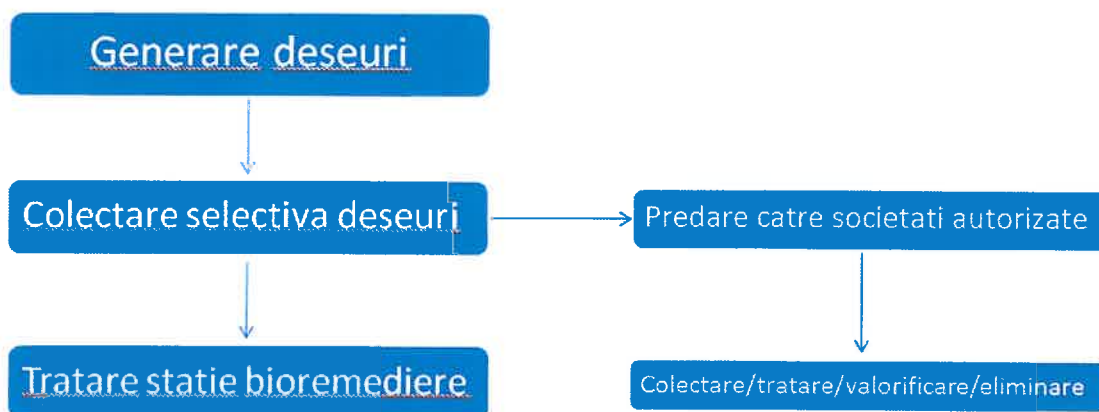 Generare deseuri
Colectare selectiva deseuri
Predare catre societati autorizate
Tratare statie bioremediere
Colectare/tratare/valorificare/eliminare